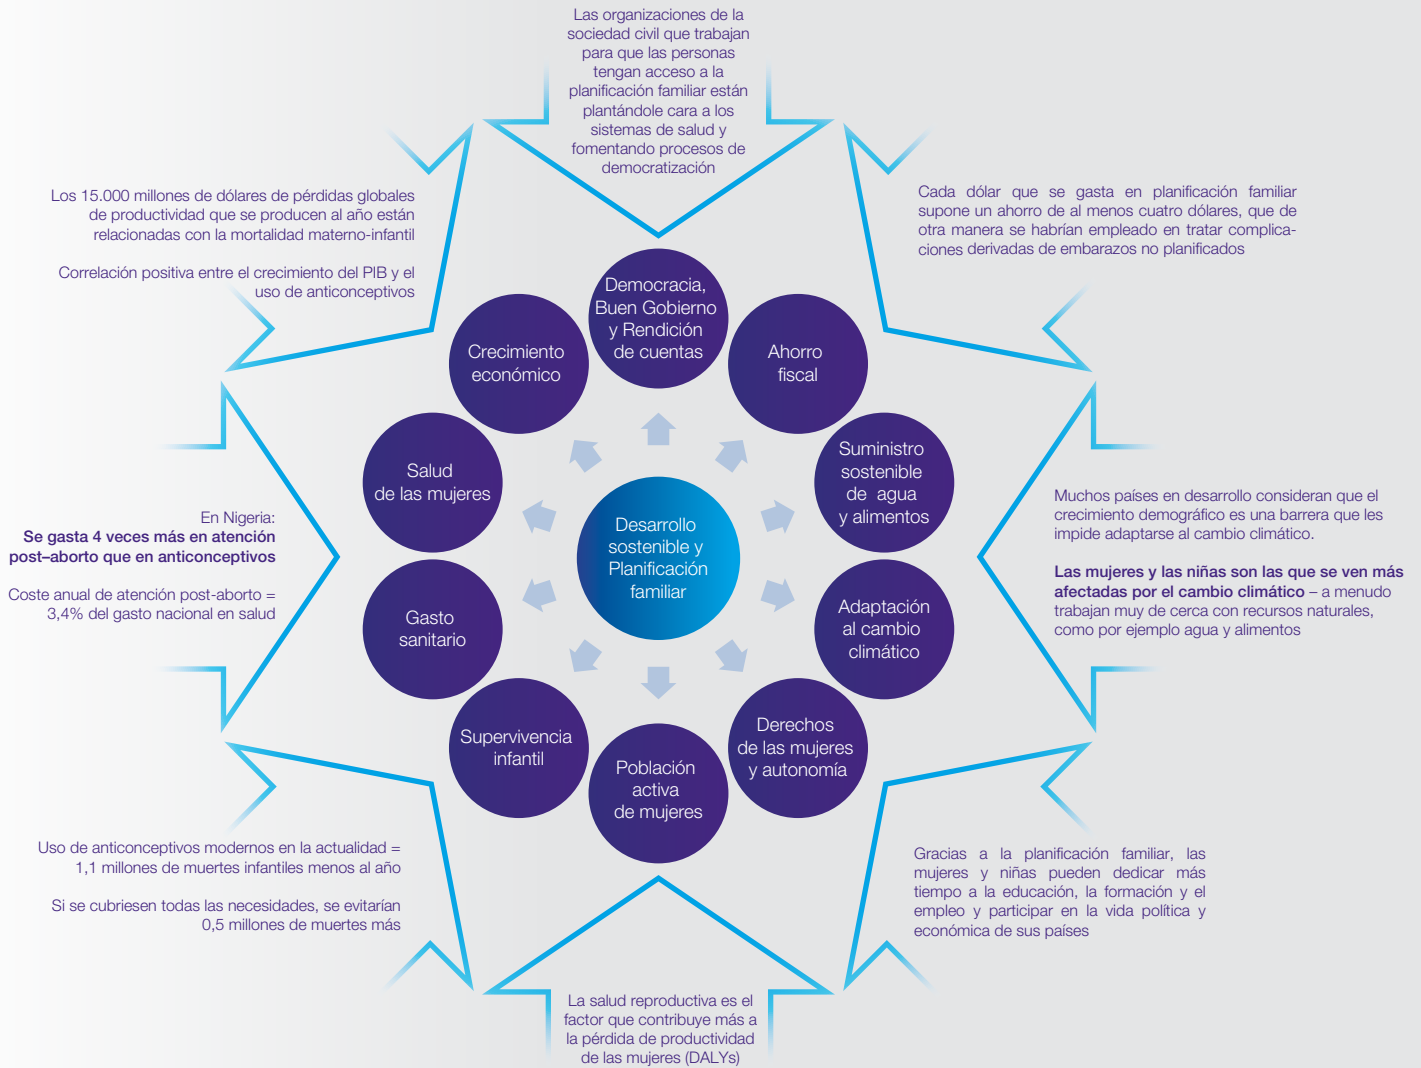 Las organizaciones de la
sociedad civil que trabajan
para que las personas
tengan acceso a la
planificación familiar están
plantándole cara a los
sistemas de salud y
fomentando procesos de
democratización
Los 15.000 millones de dólares de pérdidas globales
de productividad que se producen al año están
relacionadas con la mortalidad materno-infantil
Correlación positiva entre el crecimiento del PIB y el
uso de anticonceptivos
Cada dólar que se gasta en planificación familiar
supone un ahorro de al menos cuatro dólares, que de
otra manera se habrían empleado en tratar complica-
ciones derivadas de embarazos no planificados
Democracia,
Buen Gobierno
y Rendición
de cuentas
Crecimiento
económico
Ahorro
fiscal
Salud
de las mujeres
Suministro
sostenible
de agua
y alimentos
Desarrollo
sostenible y
Planificación
familiar
En Nigeria:
Se gasta 4 veces más en atención
post–aborto que en anticonceptivos
Coste anual de atención post-aborto =
3,4% del gasto nacional en salud
Muchos países en desarrollo consideran que el
crecimiento demográfico es una barrera que les
impide adaptarse al cambio climático.
Las mujeres y las niñas son las que se ven más
afectadas por el cambio climático – a menudo
trabajan muy de cerca con recursos naturales,
como por ejemplo agua y alimentos
Gasto
sanitario
Adaptación
al cambio
climático
Supervivencia
infantil
Población
activa
de mujeres
Derechos
de las mujeres
y autonomía
Uso de anticonceptivos modernos en la actualidad =
1,1 millones de muertes infantiles menos al año
Si se cubriesen todas las necesidades, se evitarían
0,5 millones de muertes más
Gracias a la planificación familiar, las
mujeres y niñas pueden dedicar más
tiempo a la educación, la formación y el
empleo y participar en la vida política y
económica de sus países
La salud reproductiva es el
factor que contribuye más a
la pérdida de productividad
de las mujeres (DALYs)